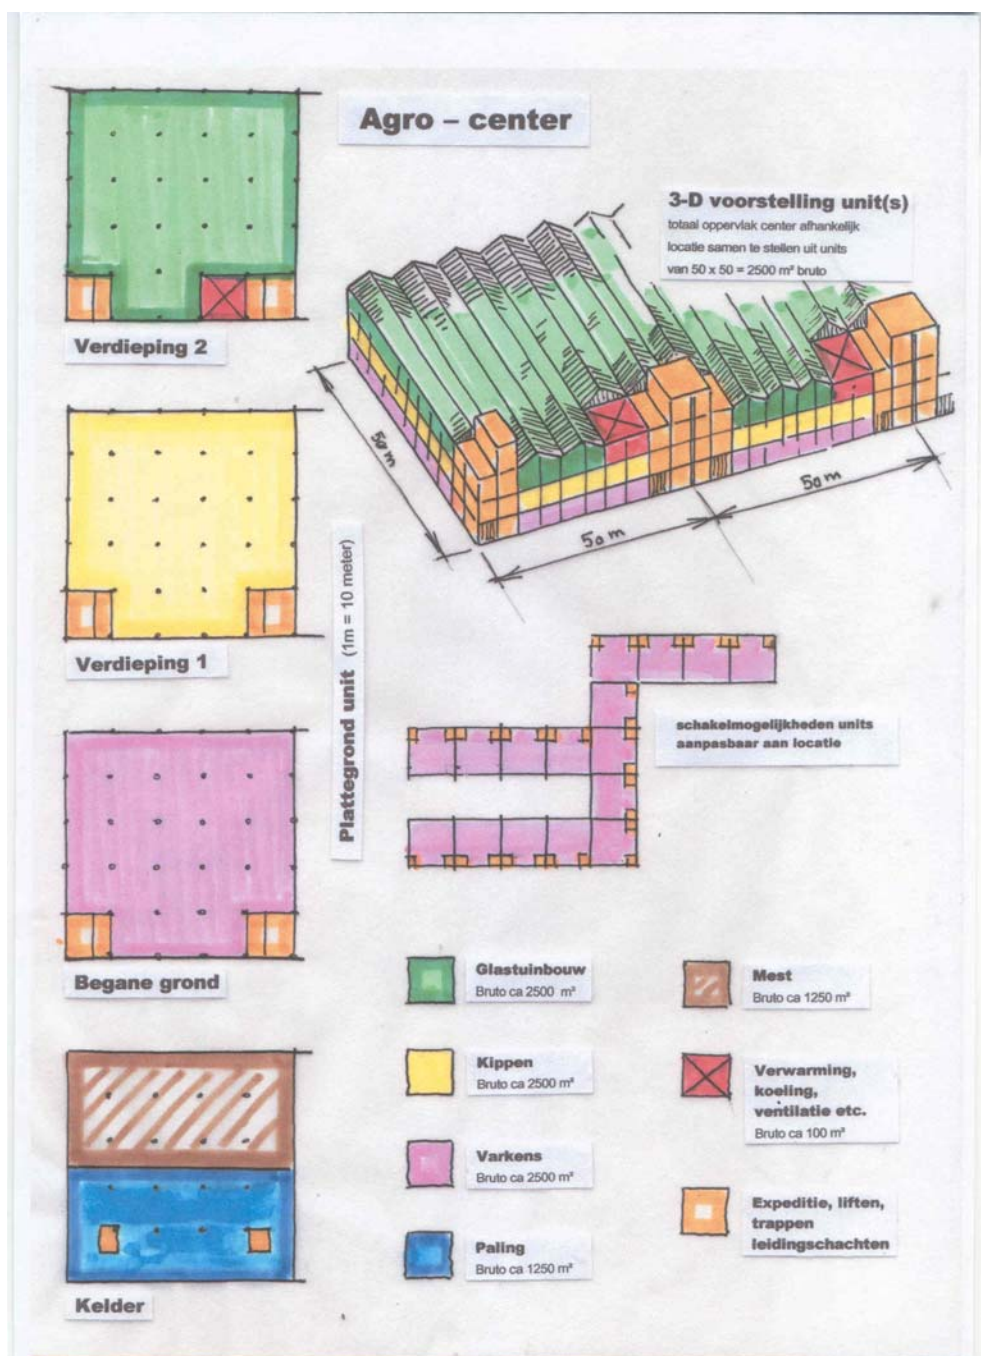 Agro – center
3-D voorstelling unit(s)
totaal oppervlak center afhankelijk
locatie samen te stellen uit units
van 50 x 50 = 2500 m² bruto
Verdieping 2
50 m
50 m
50 m
Verdieping 1
Plattegrond unit (1m = 10 meter)
schakelmogelijkheden units
aanpasbaar aan locatie
Begane grond
Glastuinbouw
Bruto ca 2500 m²
Kippen
Bruto ca 2500 m²
Varkens
Bruto ca 2500 m²
Paling
Bruto ca 1250 m²
Mest
Bruto ca 1250 m²
Verwarming,
koeling,
ventilatie etc.
Bruto ca 100 m²
Expeditie, liften,
trappen
leidingschachten
Kelder